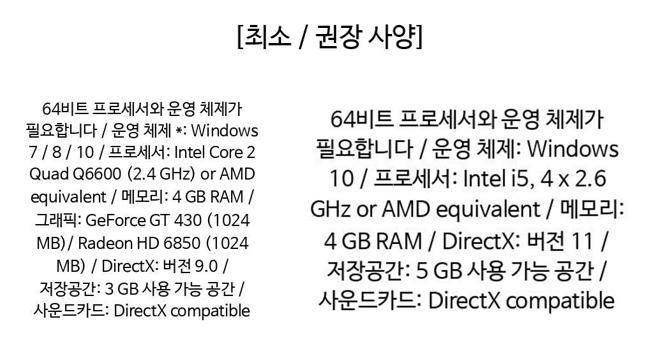 [최소 / 권장 사양]
64비트 프로세서와 운영 체제가
필요합니다 / 운영 체제 *: Windows
7 / 8 / 10 / 프로세서: Intel Core 2
Quad Q6600 (2.4 GHz) or AMD
equivalent / 메모리: 4 GB RAM /
그래픽: GeForce GT 430 (1024
MB)/ Radeon HD 6850 (1024
MB) / DirectX: 버전 9.0 /
저장공간: 3 GB 사용 가능 공간 /
사운드카드: DirectX compatible
64비트 프로세서와 운영 체제가
필요합니다 / 운영 체제: Windows
10 / 프로세서: Intel i5, 4 x 2.6
GHz or AMD equivalent / 메모리:
4 GB RAM / DirectX: 버전 11 /
저장공간: 5 GB 사용 가능 공간 /
사운드카드: DirectX compatible